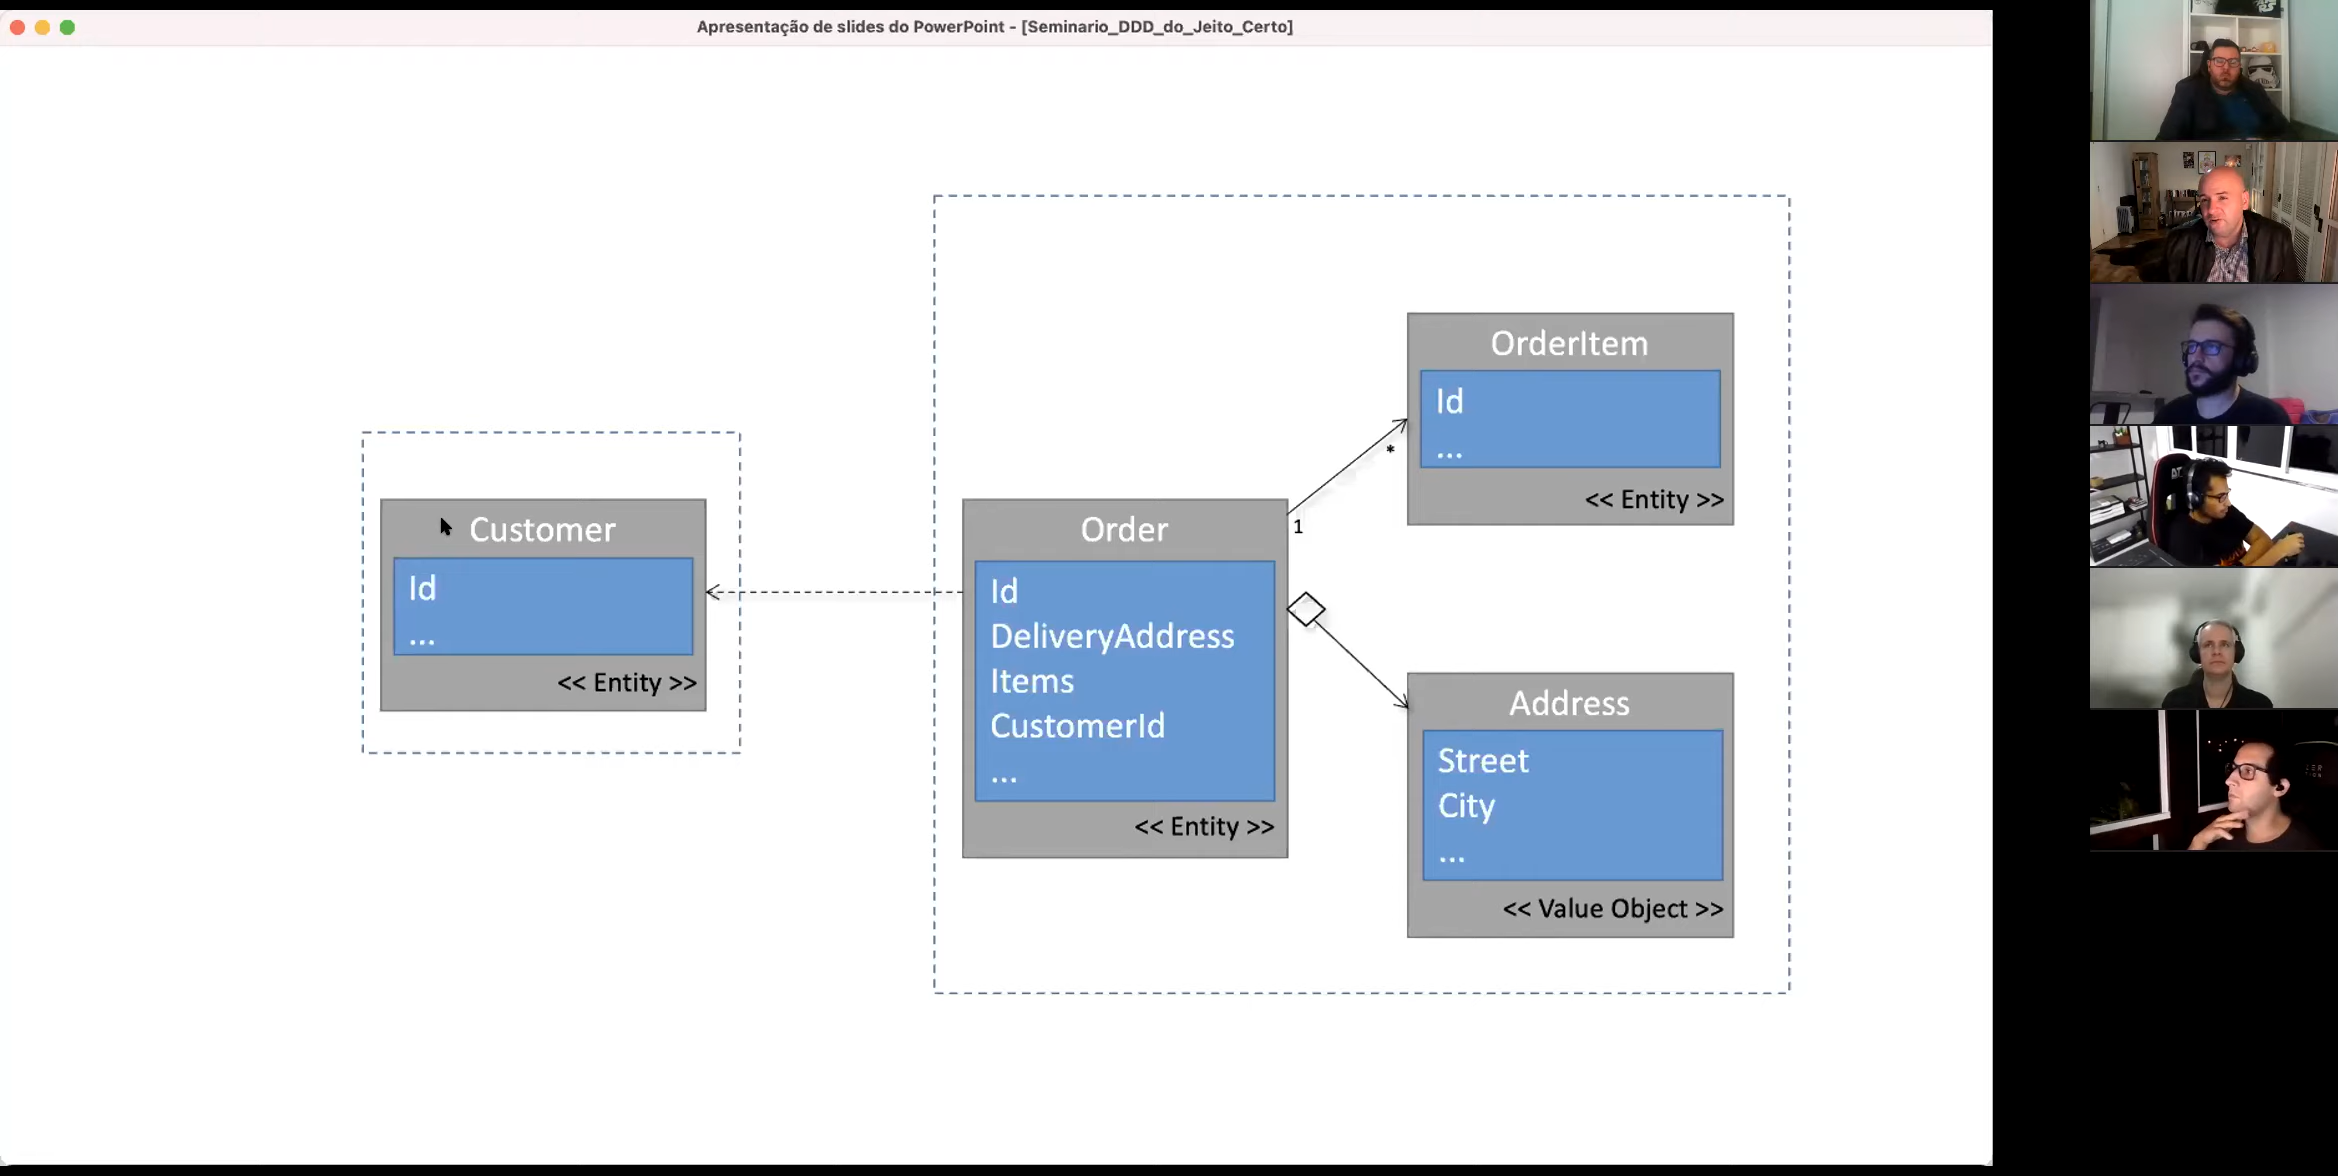 Apresentação de slides do PowerPoint - [Seminario_DDD_do_Jeito_Certo]
Customer
Id
...
<< Entity >>
Order
Id
DeliveryAddress
Items
CustomerId
...
<< Entity >>
1
*
OrderItem
Id
...
<< Entity >>
Address
Street
City
...
<< Value Object >>